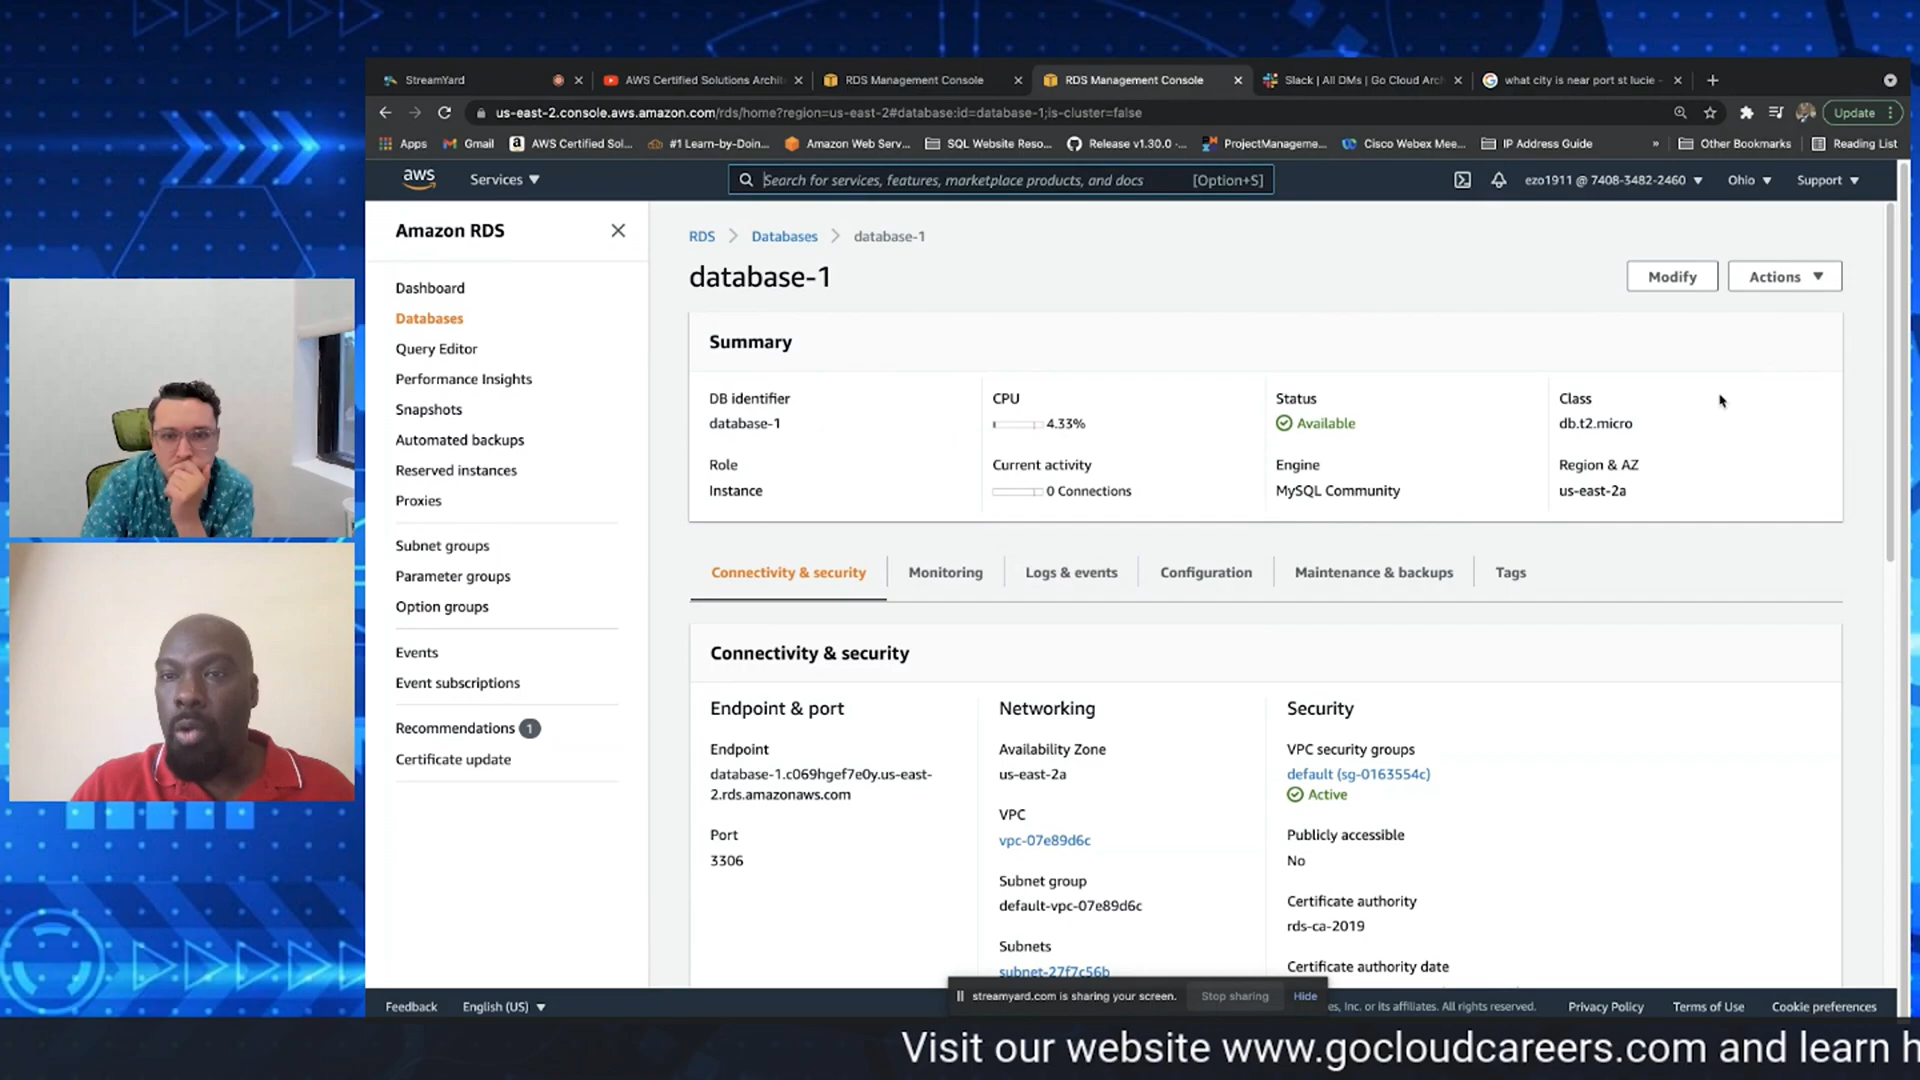 StreamYard
AWS Certified Solutions Archit
RDS Management Console
RDS Management Console
Slack | All DMs | Go Cloud Arch
what city is near port st lucie -
us-east-2.console.aws.amazon.com/rds/home?region=us-east-2#database:id=database-1;is-cluster=false
Update
Apps
Gmail
AWS Certified Sol...
#1 Learn-by-Doin...
Amazon Web Serv...
SQL Website Reso...
Release v1.30.0 ·...
ProjectManageme...
Cisco Webex Mee...
IP Address Guide
»
Other Bookmarks
Reading List
aws
Services
Search for services, features, marketplace products, and docs [Option+S]
ezo1911 @ 7408-3482-2460
Ohio
Support
Amazon RDS
Dashboard
Databases
Query Editor
Performance Insights
Snapshots
Automated backups
Reserved instances
Proxies
Subnet groups
Parameter groups
Option groups
Events
Event subscriptions
Recommendations 1
Certificate update
RDS > Databases > database-1
database-1
Modify
Actions
Summary
DB identifier
database-1
CPU
4.33%
Status
Available
Class
db.t2.micro
Role
Instance
Current activity
0 Connections
Engine
MySQL Community
Region & AZ
us-east-2a
Connectivity & security
Monitoring
Logs & events
Configuration
Maintenance & backups
Tags
Connectivity & security
Endpoint & port
Endpoint
database-1.c069hgef7e0y.us-east-
2.rds.amazonaws.com
Port
3306
Networking
Availability Zone
us-east-2a
VPC
vpc-07e89d6c
Subnet group
default-vpc-07e89d6c
Subnets
subnet-27f7c56b
Security
VPC security groups
default (sg-0163554c)
Active
Publicly accessible
No
Certificate authority
rds-ca-2019
Certificate authority date
streamyard.com is sharing your screen.
Stop sharing
Hide
Feedback
English (US)
es, Inc. or its affiliates. All rights reserved.
Privacy Policy
Terms of Use
Cookie preferences
Visit our website www.gocloudcareers.com and learn h